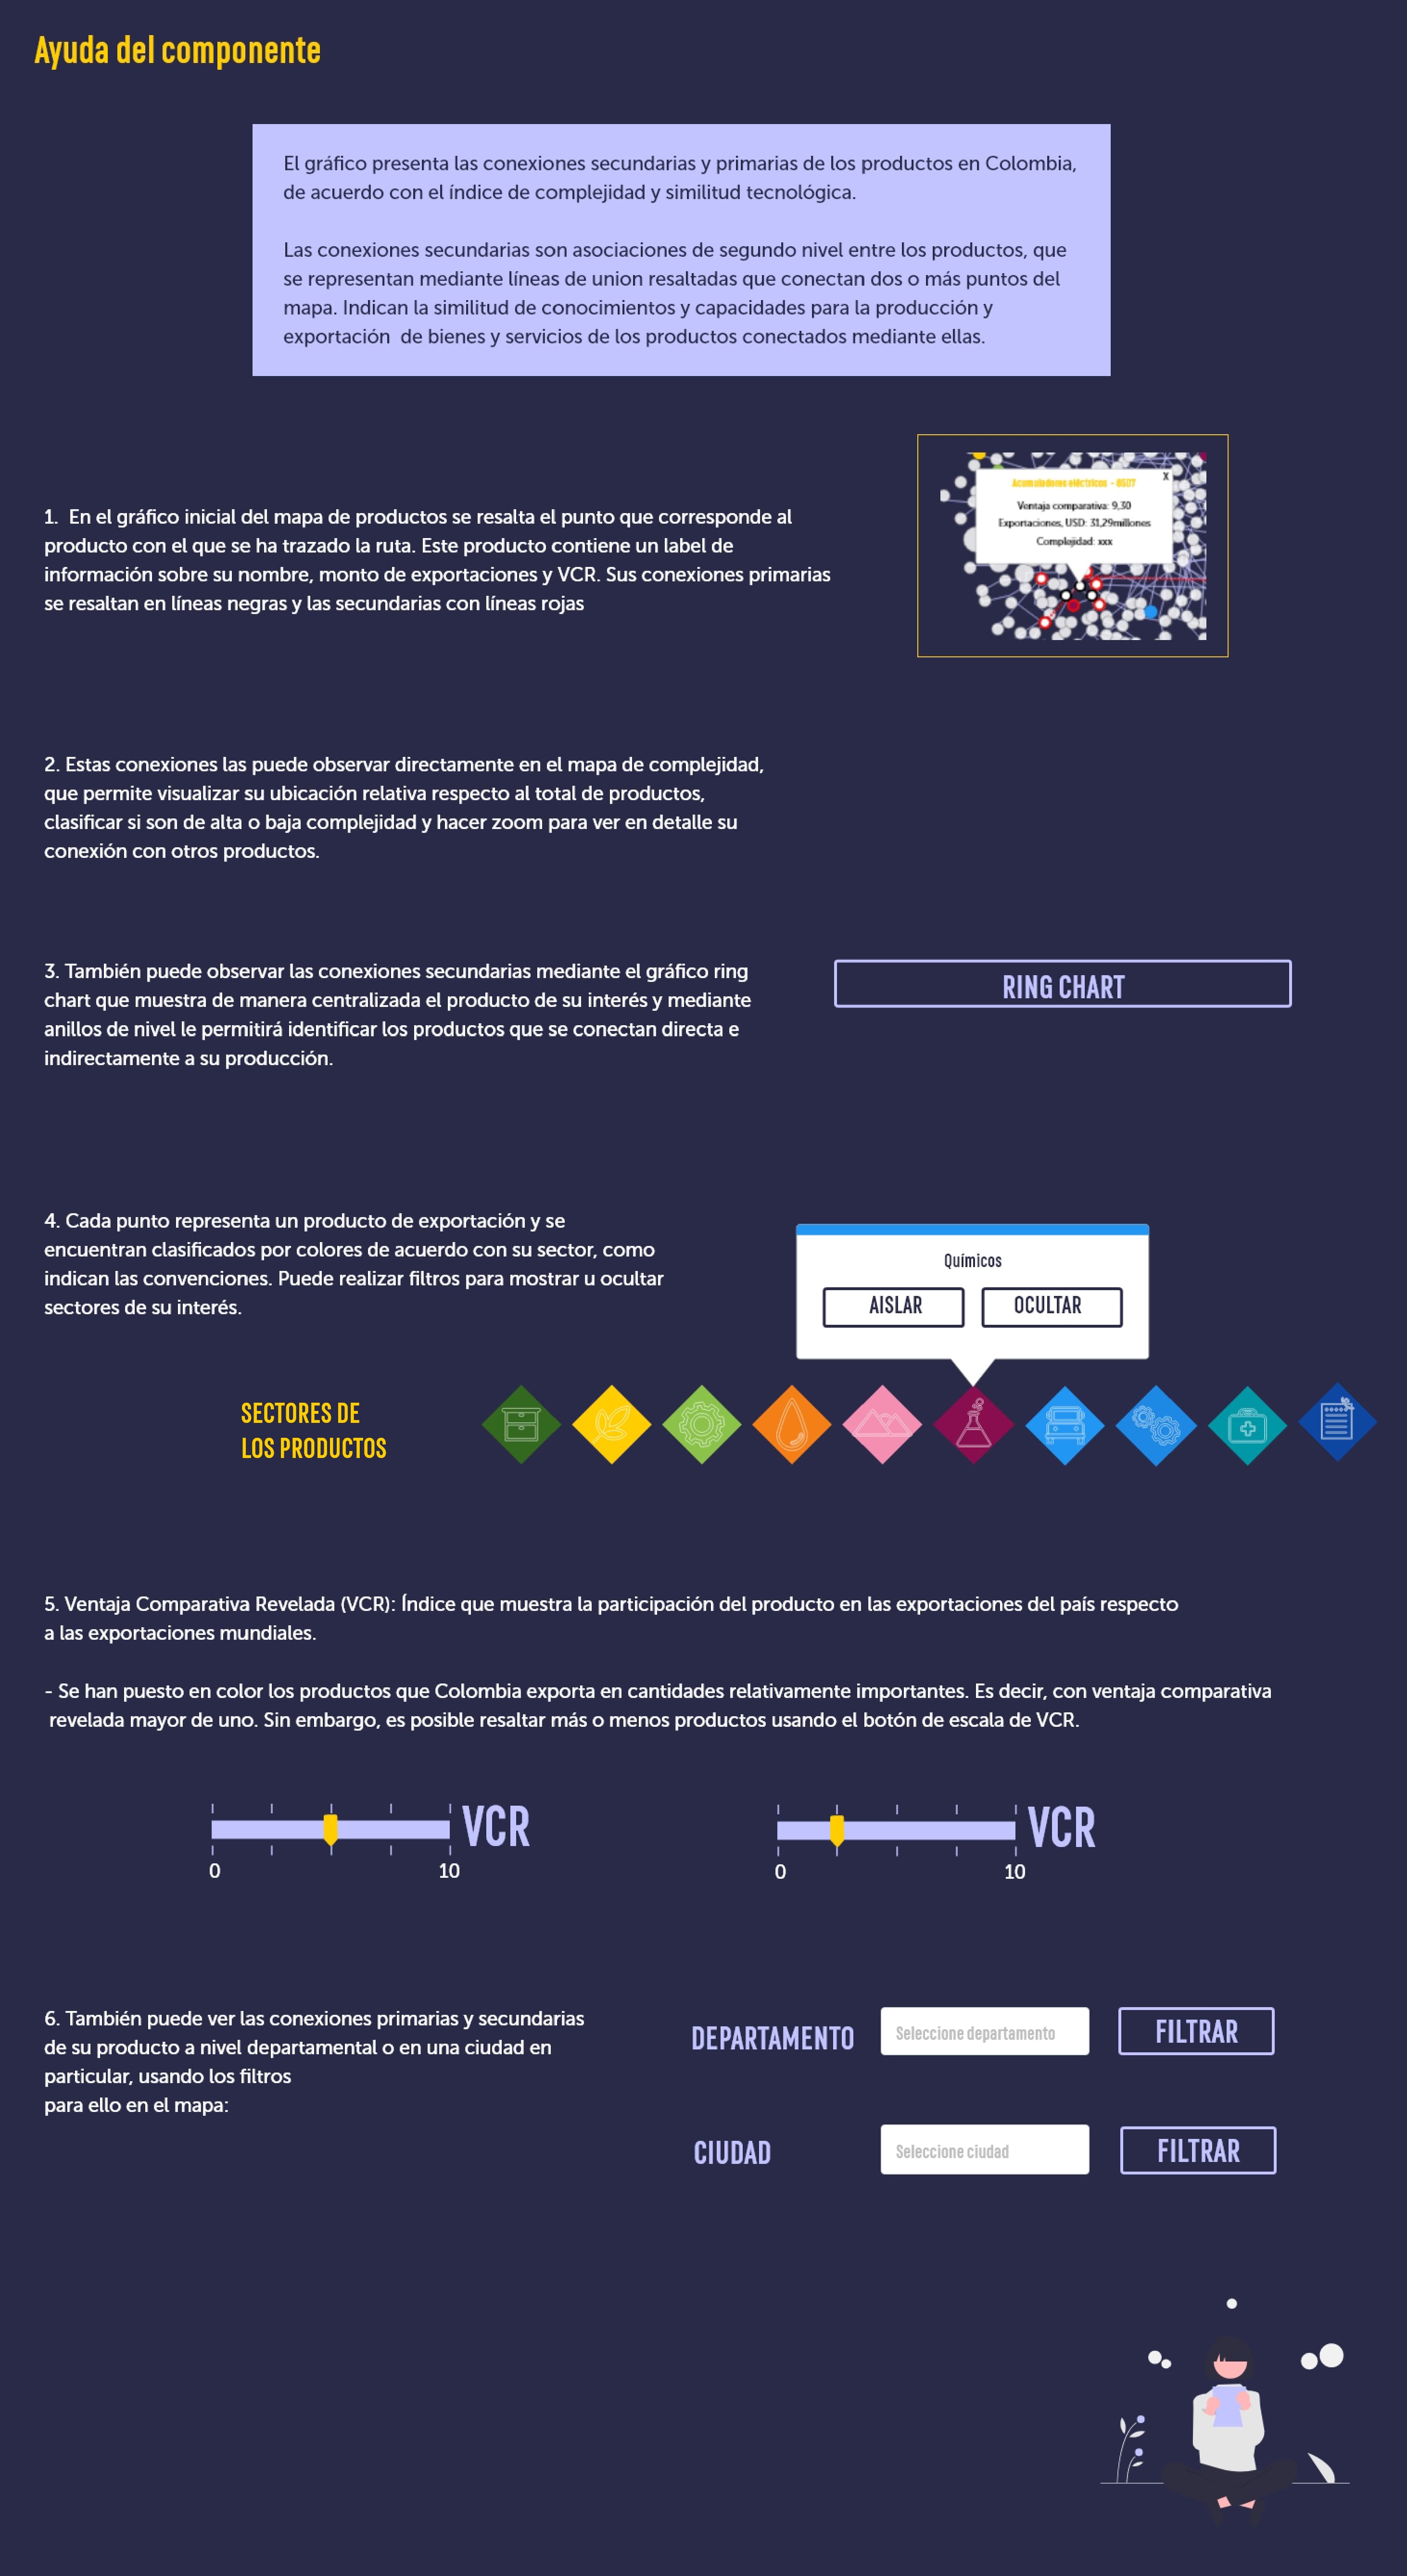 Ayuda del componente
El gráfico presenta las conexiones secundarias y primarias de los productos en Colombia,
de acuerdo con el índice de complejidad y similitud tecnológica.
Las conexiones secundarias son asociaciones de segundo nivel entre los productos, que
se representan mediante líneas de union resaltadas que conectan dos o más puntos del
mapa. Indican la similitud de conocimientos y capacidades para la producción y
exportación  de bienes y servicios de los productos conectados mediante ellas.
1.  En el gráfico inicial del mapa de productos se resalta el punto que corresponde al
producto con el que se ha trazado la ruta. Este producto contiene un label de
información sobre su nombre, monto de exportaciones y VCR. Sus conexiones primarias
se resaltan en líneas negras y las secundarias con líneas rojas
X
Acumuladores eléctricos - 8507
Ventaja comparativa: 9,30
Exportaciones, USD: 31,29millones
Complejidad: xxx
2. Estas conexiones las puede observar directamente en el mapa de complejidad,
que permite visualizar su ubicación relativa respecto al total de productos,
clasificar si son de alta o baja complejidad y hacer zoom para ver en detalle su
conexión con otros productos.
3. También puede observar las conexiones secundarias mediante el gráfico ring
chart que muestra de manera centralizada el producto de su interés y mediante
anillos de nivel le permitirá identificar los productos que se conectan directa e
indirectamente a su producción.
RING CHART
4. Cada punto representa un producto de exportación y se
encuentran clasificados por colores de acuerdo con su sector, como
indican las convenciones. Puede realizar filtros para mostrar u ocultar
sectores de su interés.
Químicos
AISLAR OCULTAR
SECTORES DE
LOS PRODUCTOS
5. Ventaja Comparativa Revelada (VCR): Índice que muestra la participación del producto en las exportaciones del país respecto
a las exportaciones mundiales.
- Se han puesto en color los productos que Colombia exporta en cantidades relativamente importantes. Es decir, con ventaja comparativa
revelada mayor de uno. Sin embargo, es posible resaltar más o menos productos usando el botón de escala de VCR.
VCR
0 10
VCR
0 10
6. También puede ver las conexiones primarias y secundarias
de su producto a nivel departamental o en una ciudad en
particular, usando los filtros
para ello en el mapa:
DEPARTAMENTO Seleccione departamento FILTRAR
CIUDAD Seleccione ciudad FILTRAR